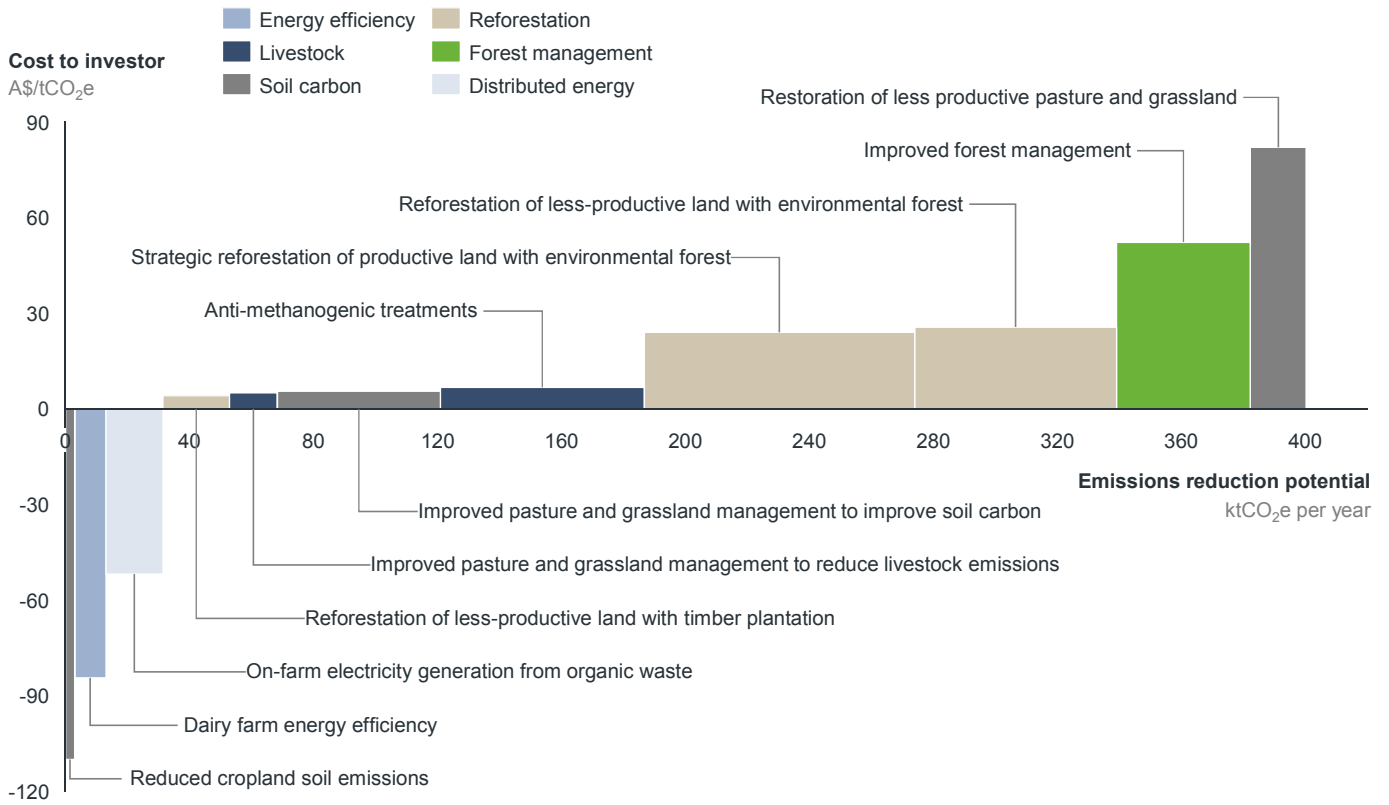 Energy efficiency
Reforestation
Livestock
Forest management
Soil carbon
Distributed energy
Cost to investor
A$/tCO₂e
Restoration of less productive pasture and grassland
Improved forest management
Reforestation of less-productive land with environmental forest
Strategic reforestation of productive land with environmental forest
Anti-methanogenic treatments
90
60
30
0
-30
-60
-90
-120
0
40
80
120
160
200
240
280
320
360
400
Emissions reduction potential
ktCO₂e per year
Improved pasture and grassland management to improve soil carbon
Improved pasture and grassland management to reduce livestock emissions
Reforestation of less-productive land with timber plantation
On-farm electricity generation from organic waste
Dairy farm energy efficiency
Reduced cropland soil emissions